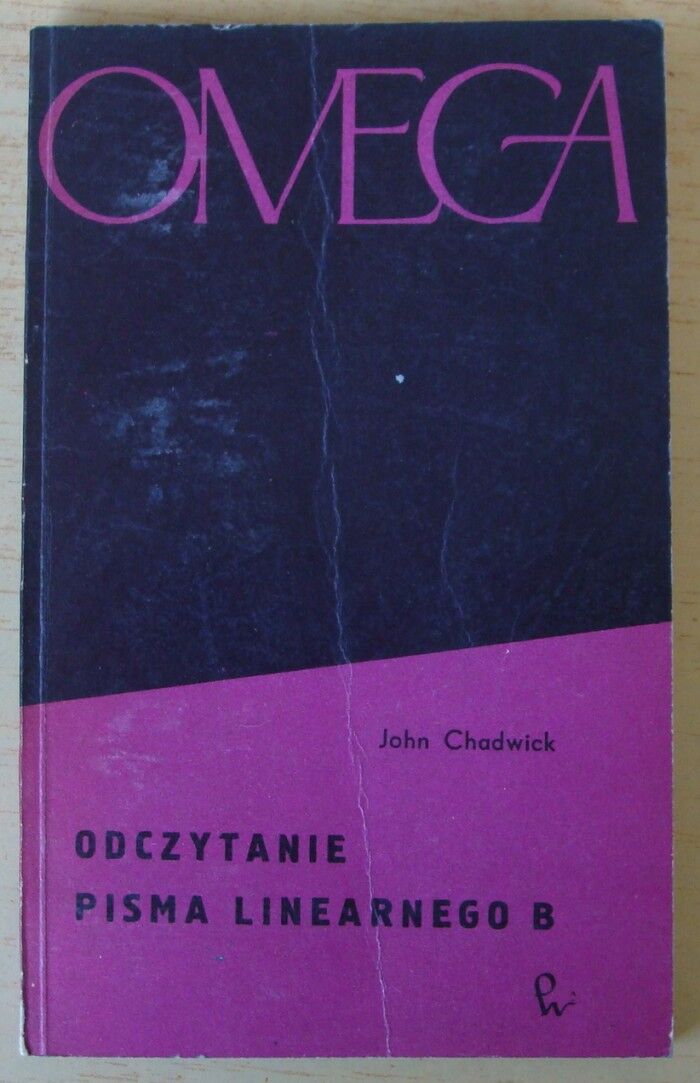 OMEGA
John Chadwick
ODCZYTANIE
PISMA LINEARNEGO B